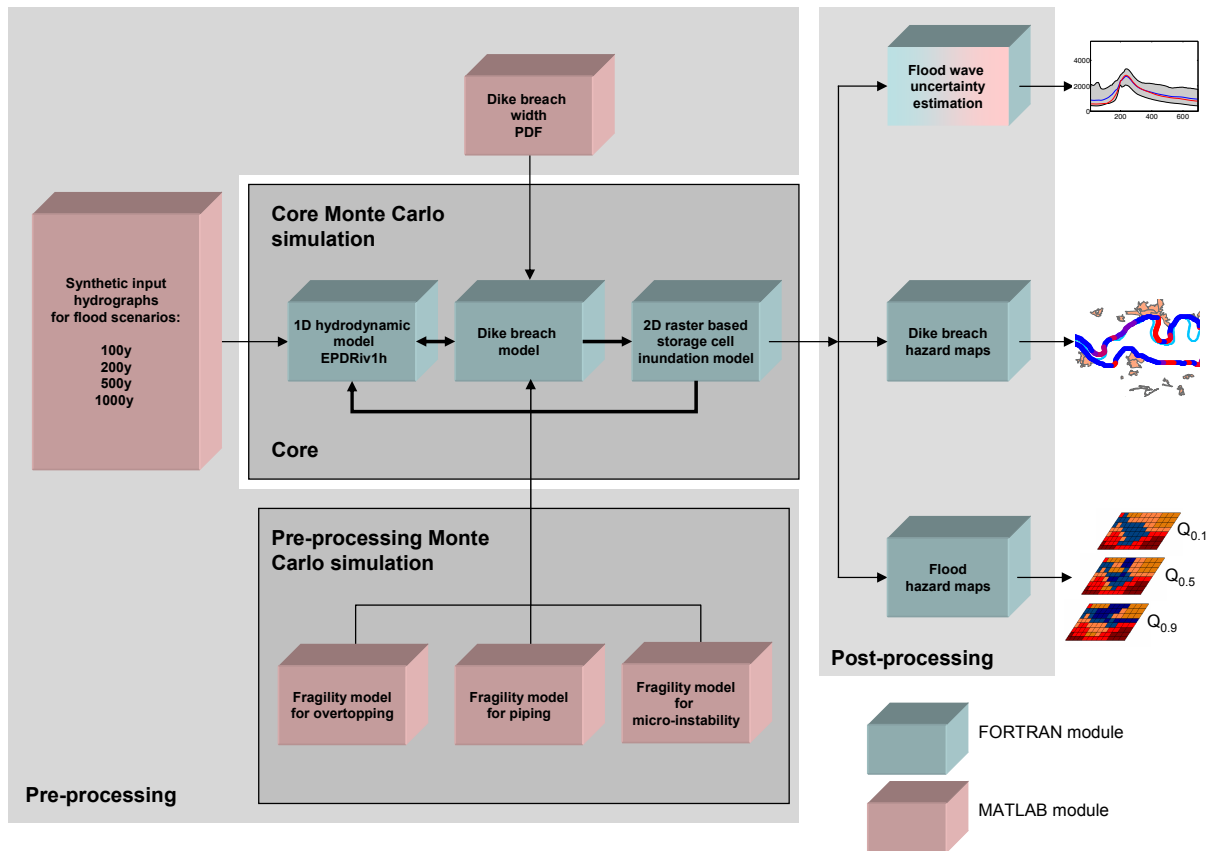 Dike breach
width
PDF
Flood wave
uncertainty
estimation
4000
2000
0
200
400
600
Synthetic input
hydrographs
for flood scenarios:
100y
200y
500y
1000y
Core Monte Carlo
simulation
1D hydrodynamic
model
EPDRiv1h
Dike breach
model
2D raster based
storage cell
inundation model
Core
Dike breach
hazard maps
Pre-processing Monte
Carlo simulation
Fragility model
for overtopping
Fragility model
for piping
Fragility model
for
micro-instability
Pre-processing
Flood
hazard maps
Q0.1
Q0.5
Q0.9
Post-processing
FORTRAN module
MATLAB module